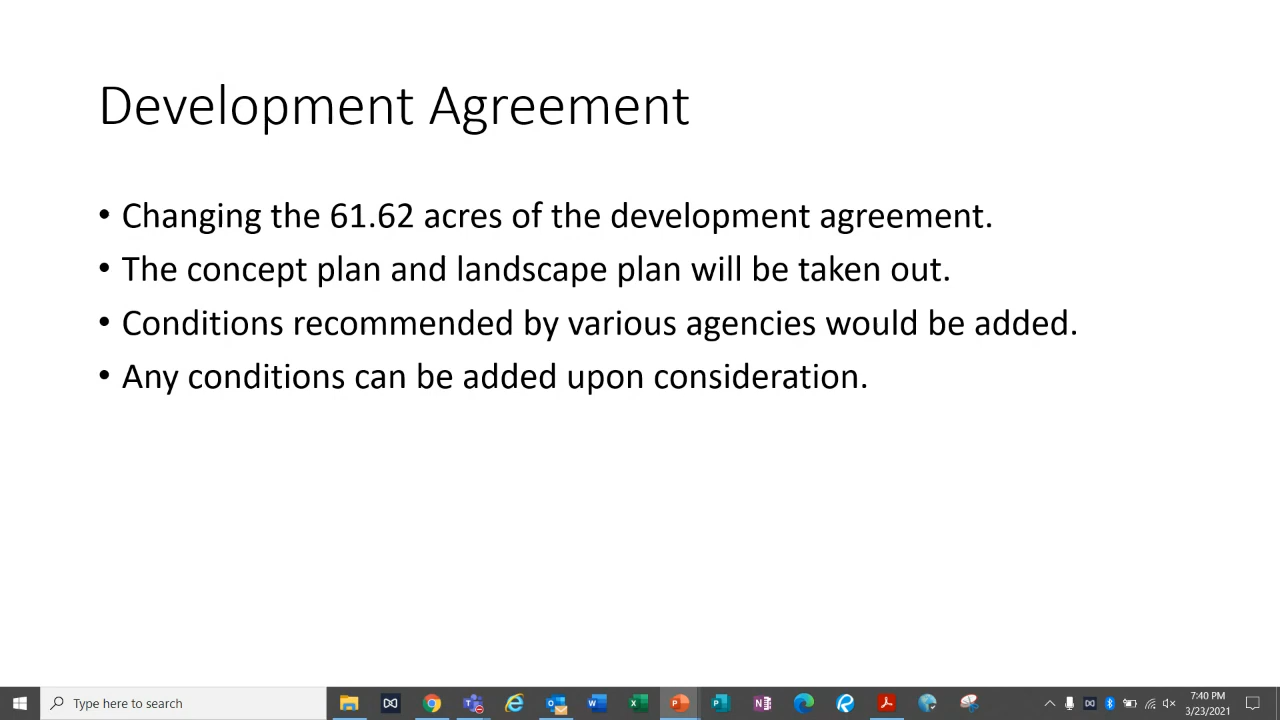 Development Agreement
• Changing the 61.62 acres of the development agreement.
• The concept plan and landscape plan will be taken out.
• Conditions recommended by various agencies would be added.
• Any conditions can be added upon consideration.
Type here to search
7:40 PM
3/23/2021